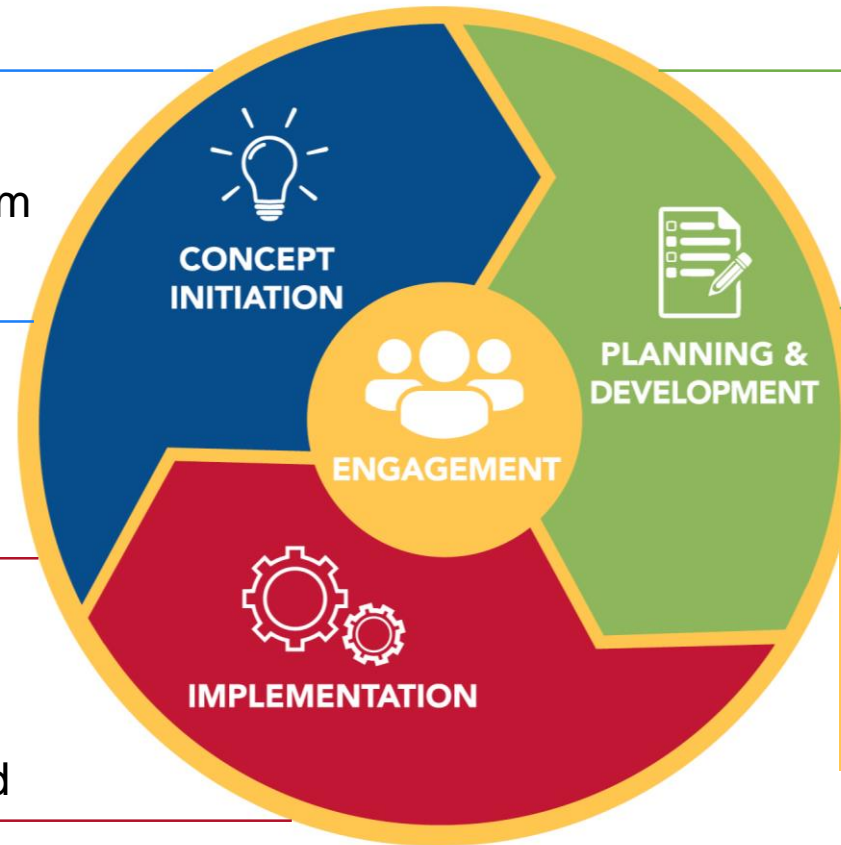 m
CONCEPT
INITIATION
PLANNING &
DEVELOPMENT
ENGAGEMENT
IMPLEMENTATION
d